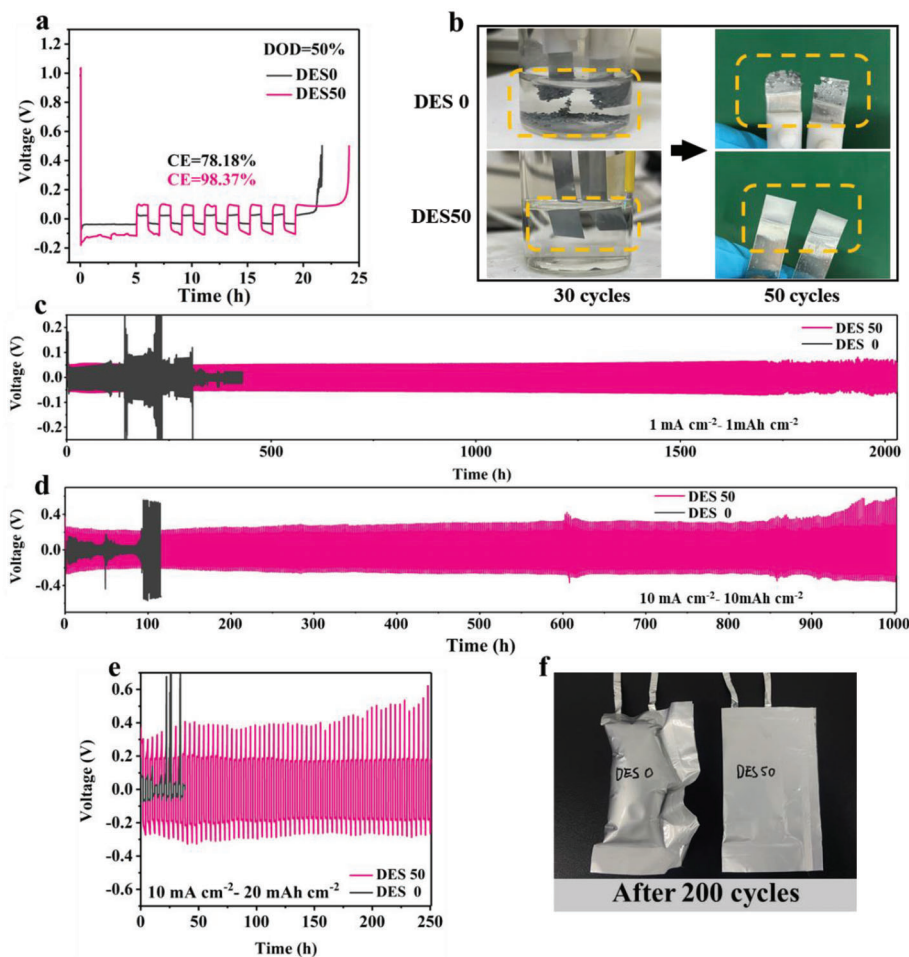 a
DOD=50%
DES0
DES50
CE=78.18%
CE=98.37%
Voltage (V)
1.2
1.0
0.8
0.6
0.4
0.2
0.0
-0.2
0 5 10 15 20 25
Time (h)
b
DES 0
DES50
30 cycles
50 cycles
c
DES 50
DES 0
Voltage (V)
0.2
0.1
0.0
-0.1
-0.2
1 mA cm⁻²- 1mAh cm⁻²
0 500 1000 1500 2000
Time (h)
d
DES 50
DES 0
Voltage (V)
0.4
0.0
-0.4
10 mA cm⁻²- 10mAh cm⁻²
0 100 200 300 400 500 600 700 800 900 1000
Time (h)
e
Voltage (V)
0.6
0.4
0.2
0.0
-0.2
-0.4
-0.6
DES 50
DES 0
10 mA cm⁻²- 20 mAh cm⁻²
0 50 100 150 200 250
Time (h)
f
DES 0
DES 50
After 200 cycles